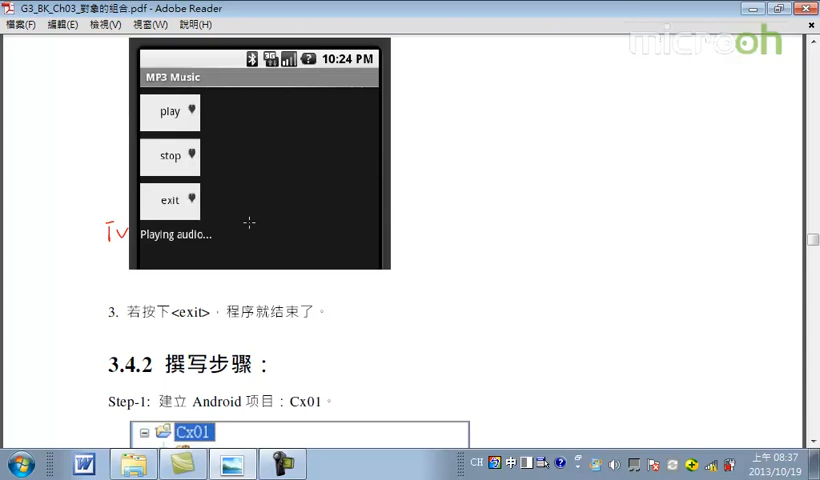 G3_BK_Ch03_對象的組合.pdf - Adobe Reader
檔案(F) 編輯(E) 檢視(V) 視窗(W) 說明(H)
microoh
10:24 PM
MP3 Music
play
stop
exit
Tv
Playing audio...
3. 若按下<exit>，程序就结束了。
3.4.2 撰写步骤：
Step-1: 建立 Android 项目：Cx01。
Cx01
CH 中
上午 08:37
2013/10/19